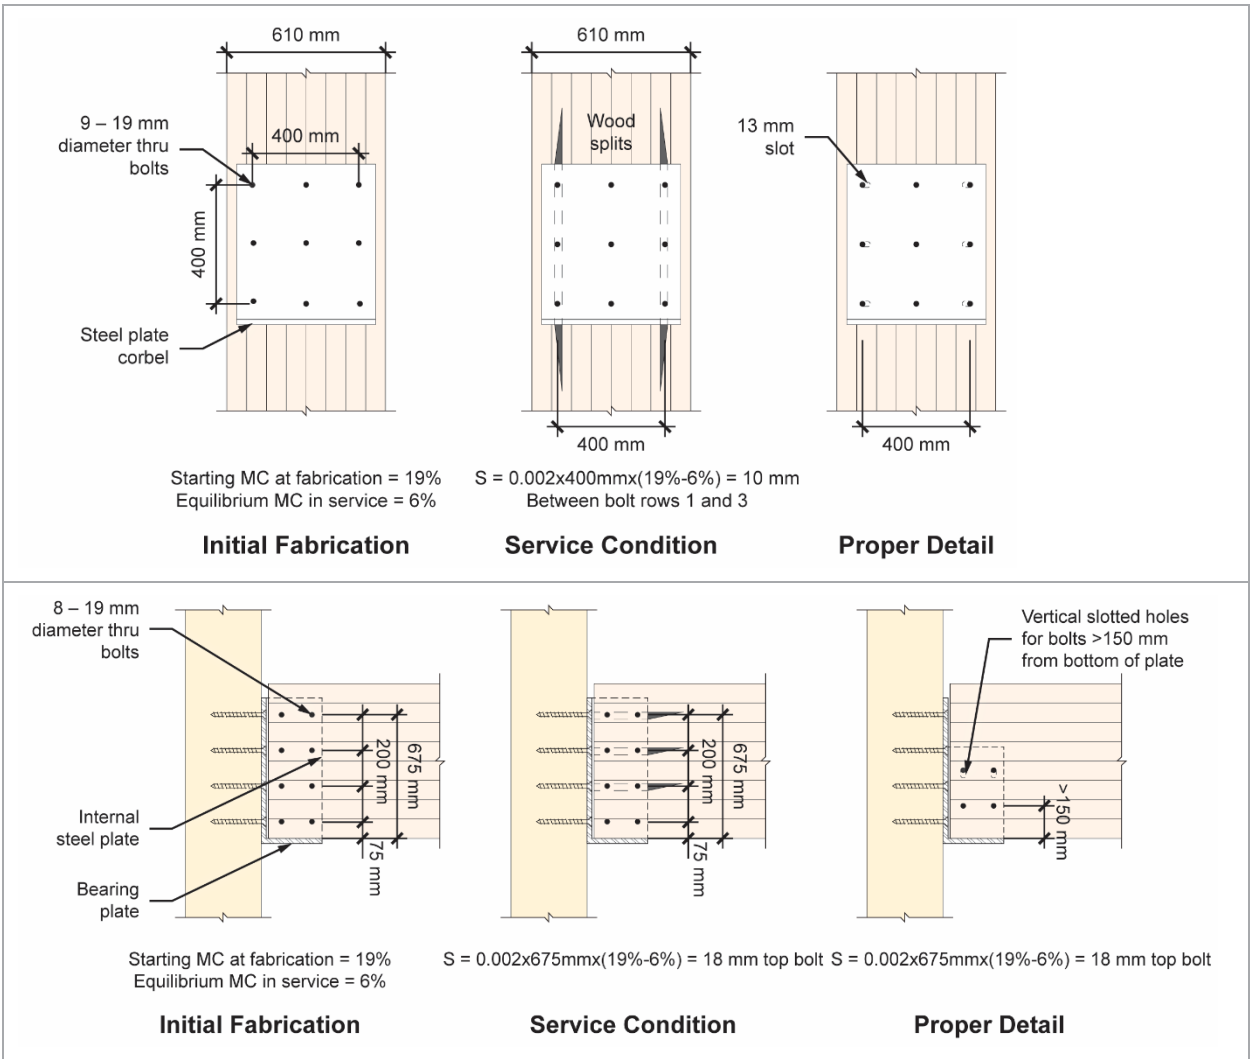 610 mm
9 – 19 mm
diameter thru
bolts
400 mm
400 mm
Steel plate
corbel
Starting MC at fabrication = 19%
Equilibrium MC in service = 6%
Initial Fabrication
610 mm
Wood
splits
400 mm
S = 0.002x400mmx(19%-6%) = 10 mm
Between bolt rows 1 and 3
Service Condition
13 mm
slot
400 mm
Proper Detail
8 – 19 mm
diameter thru
bolts
Internal
steel plate
Bearing
plate
200 mm
675 mm
75 mm
Starting MC at fabrication = 19%
Equilibrium MC in service = 6%
Initial Fabrication
200 mm
675 mm
75 mm
S = 0.002x675mmx(19%-6%) = 18 mm top bolt
Service Condition
Vertical slotted holes
for bolts >150 mm
from bottom of plate
>150 mm
S = 0.002x675mmx(19%-6%) = 18 mm top bolt
Proper Detail